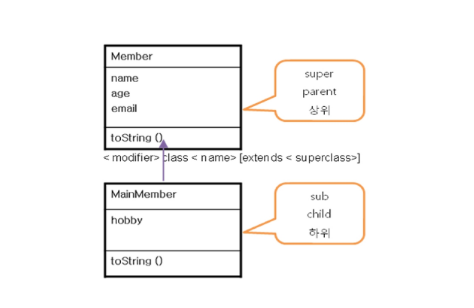 Member
name
age
email
toString ()
super
parent
상위
< modifier> class < name> [extends < superclass>]
MainMember
hobby
toString ()
sub
child
하위